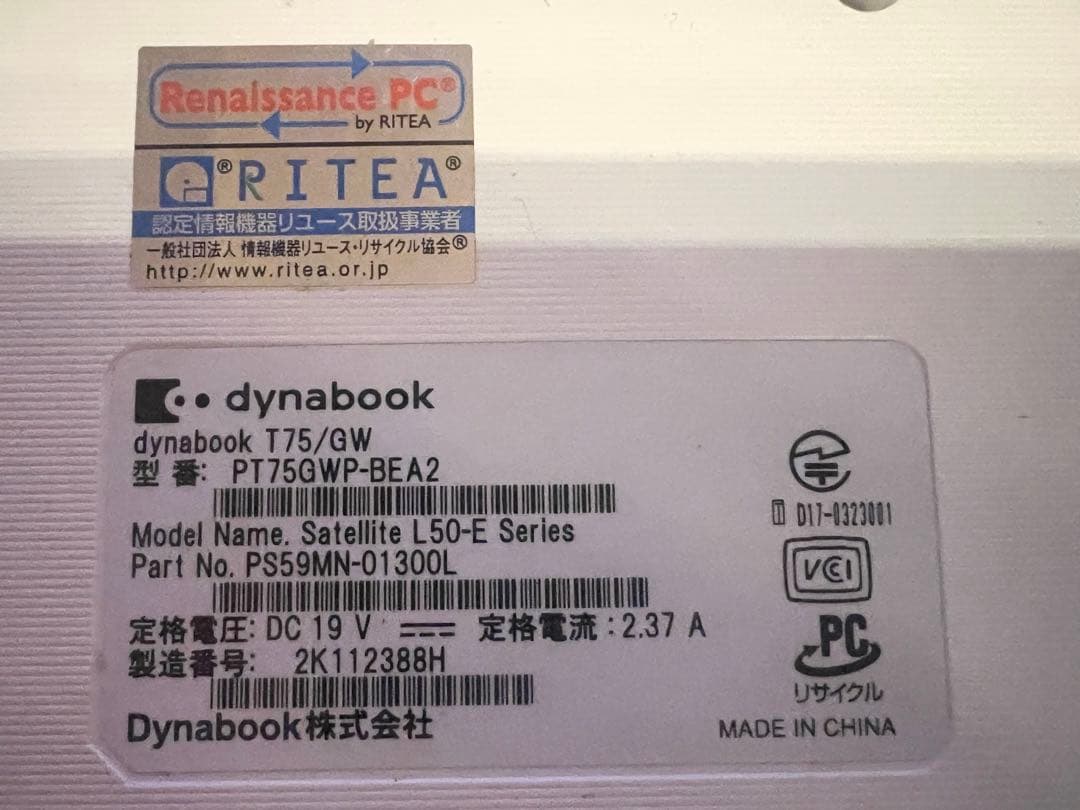 Renaissance PC®
by RITEA
®RITEA®
認定情報機器リユース取扱事業者
一般社団法人 情報機器リユース・リサイクル協会®
http://www.ritea.or.jp
dynabook
dynabook T75/GW
型 番: PT75GWP-BEA2
Model Name. Satellite L50-E Series
Part No. PS59MN-01300L
定格電圧: DC 19 V 定格電流 : 2.37 A
製造番号: 2K112388H
Dynabook株式会社
D17-0323001
VCCI
PC
リサイクル
MADE IN CHINA